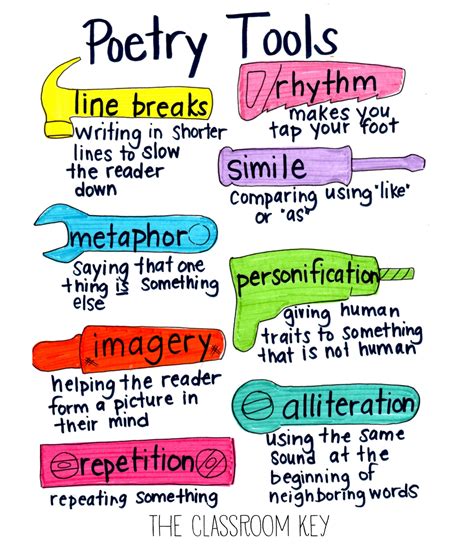 Poetry Tools
line breaks
Writing in shorter
lines to slow
the reader
down
rhythm
makes you
tap your foot
simile
Comparing using "like"
or "as"
metaphor
Saying that one
thing is something
else
personification
giving human
traits to something
that is not human
imagery
helping the reader
form a picture in
their mind
alliteration
using the same
sound at the
beginning of
neighboring words
repetition
repeating something
THE CLASSROOM KEY